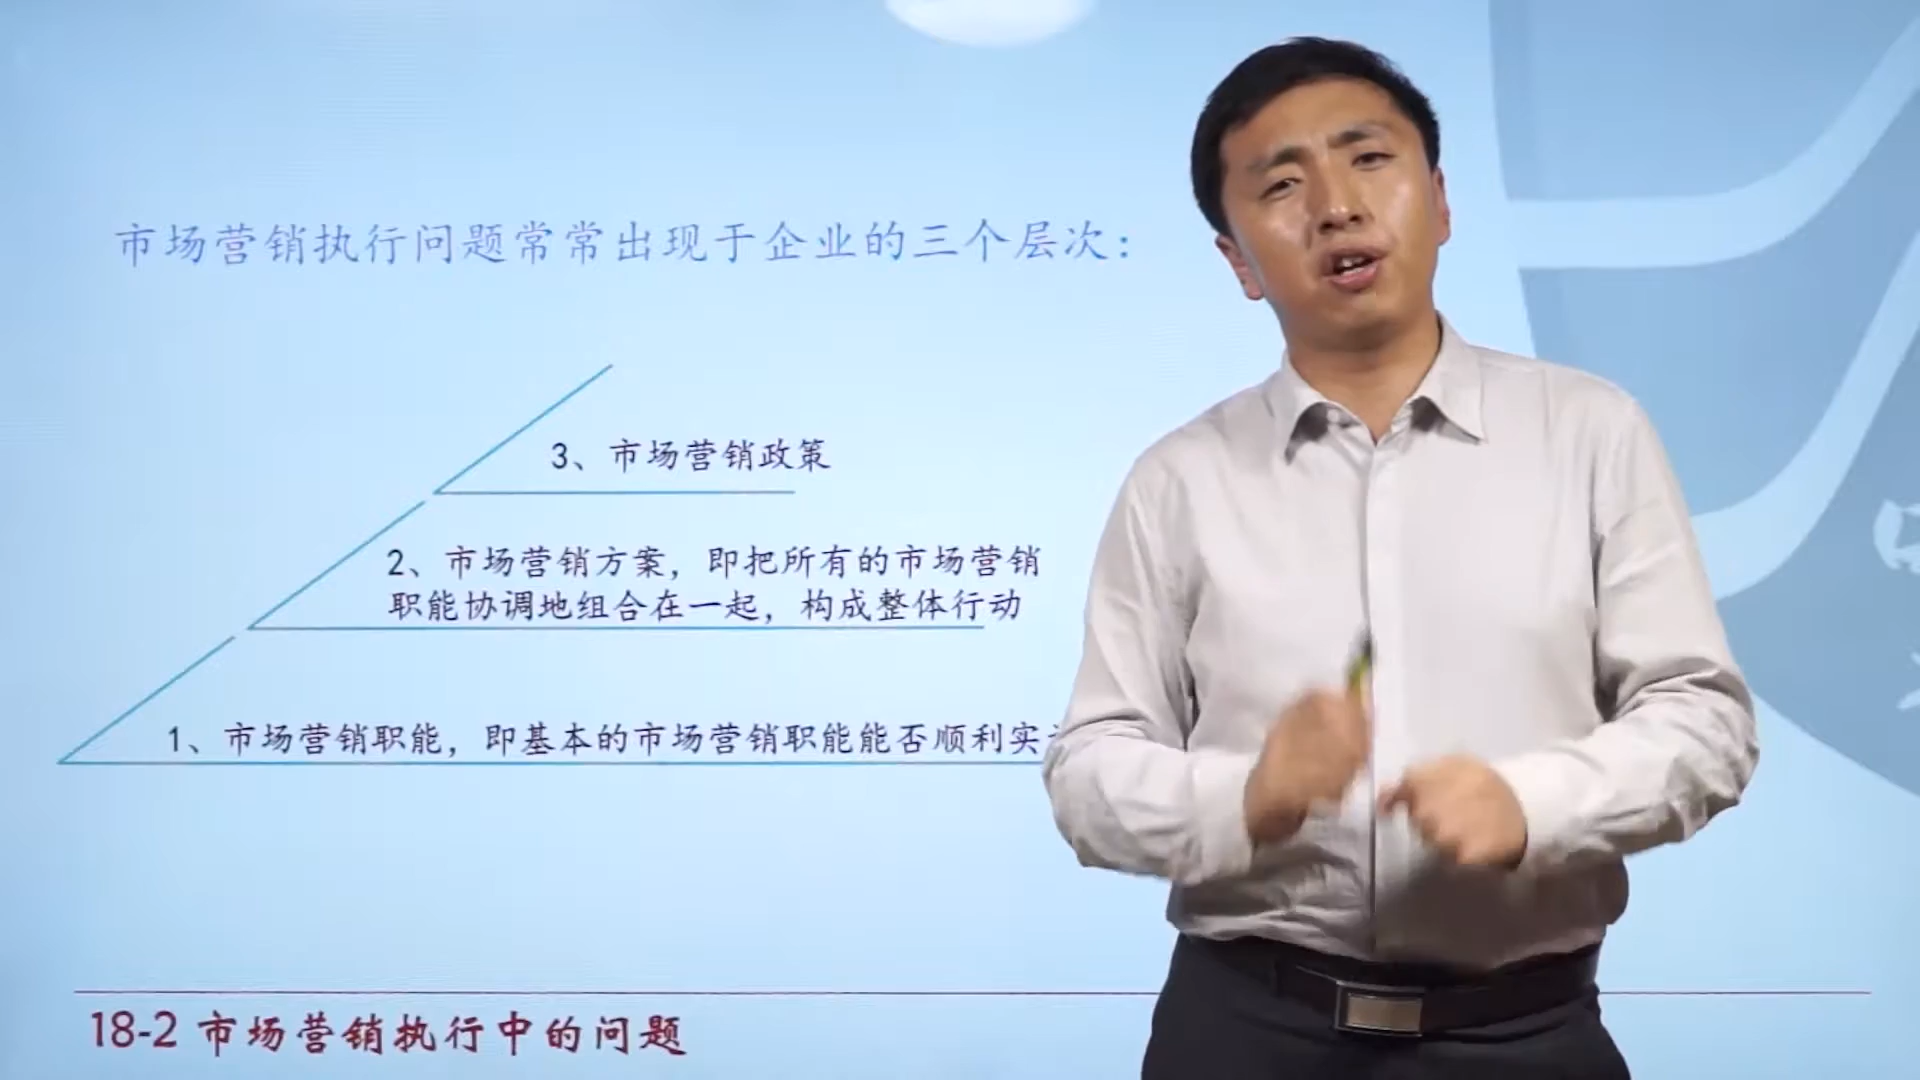 市场营销执行问题常常出现于企业的三个层次：
3、市场营销政策
2、市场营销方案，即把所有的市场营销
职能协调地组合在一起，构成整体行动
1、市场营销职能，即基本的市场营销职能能否顺利实
18-2 市场营销执行中的问题